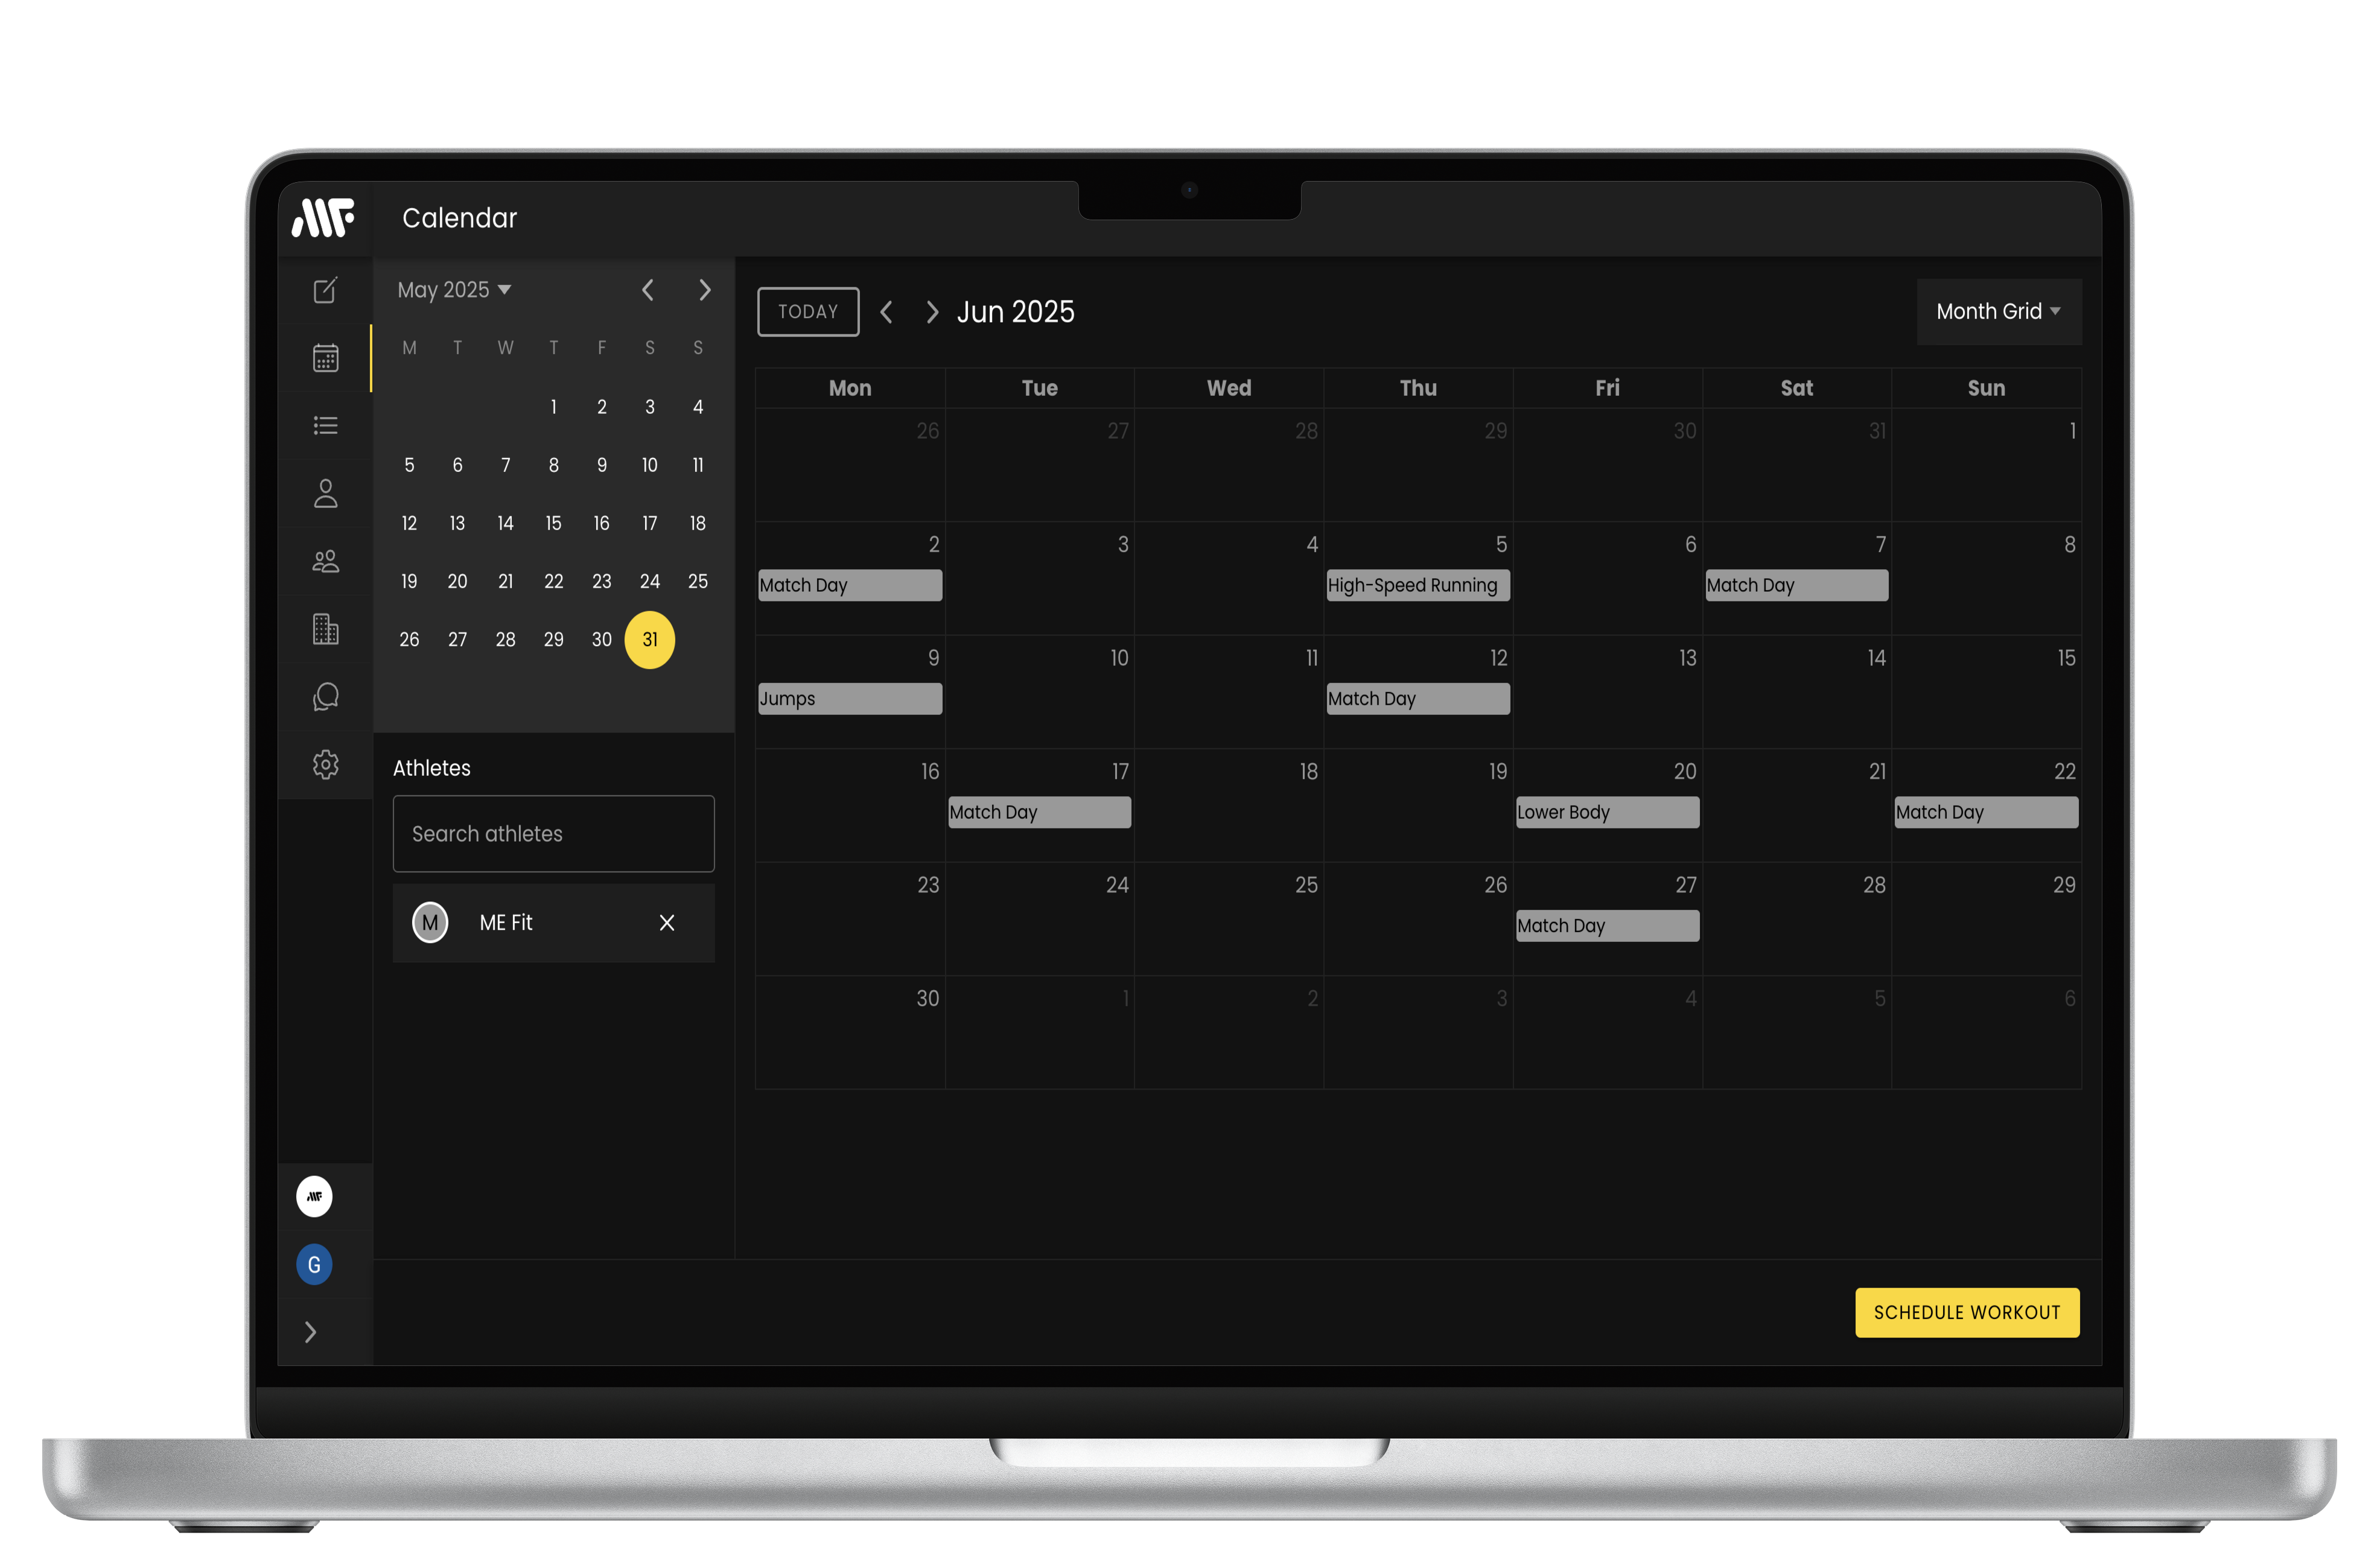 MF
Calendar
May 2025
M T W T F S S
1 2 3 4
5 6 7 8 9 10 11
12 13 14 15 16 17 18
19 20 21 22 23 24 25
26 27 28 29 30 31
Athletes
Search athletes
M ME Fit
TODAY Jun 2025 Month Grid
Mon Tue Wed Thu Fri Sat Sun
26 27 28 29 30 31 1
2 3 4 5 6 7 8
Match Day High-Speed Running Match Day
9 10 11 12 13 14 15
Jumps Match Day
16 17 18 19 20 21 22
Match Day Lower Body Match Day
23 24 25 26 27 28 29
Match Day
30 1 2 3 4 5 6
MF
G
SCHEDULE WORKOUT